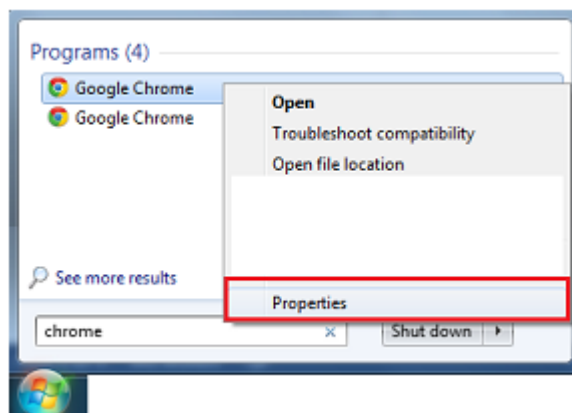 Programs (4)
Google Chrome
Google Chrome
Open
Troubleshoot compatibility
Open file location
Properties
See more results
chrome
Shut down